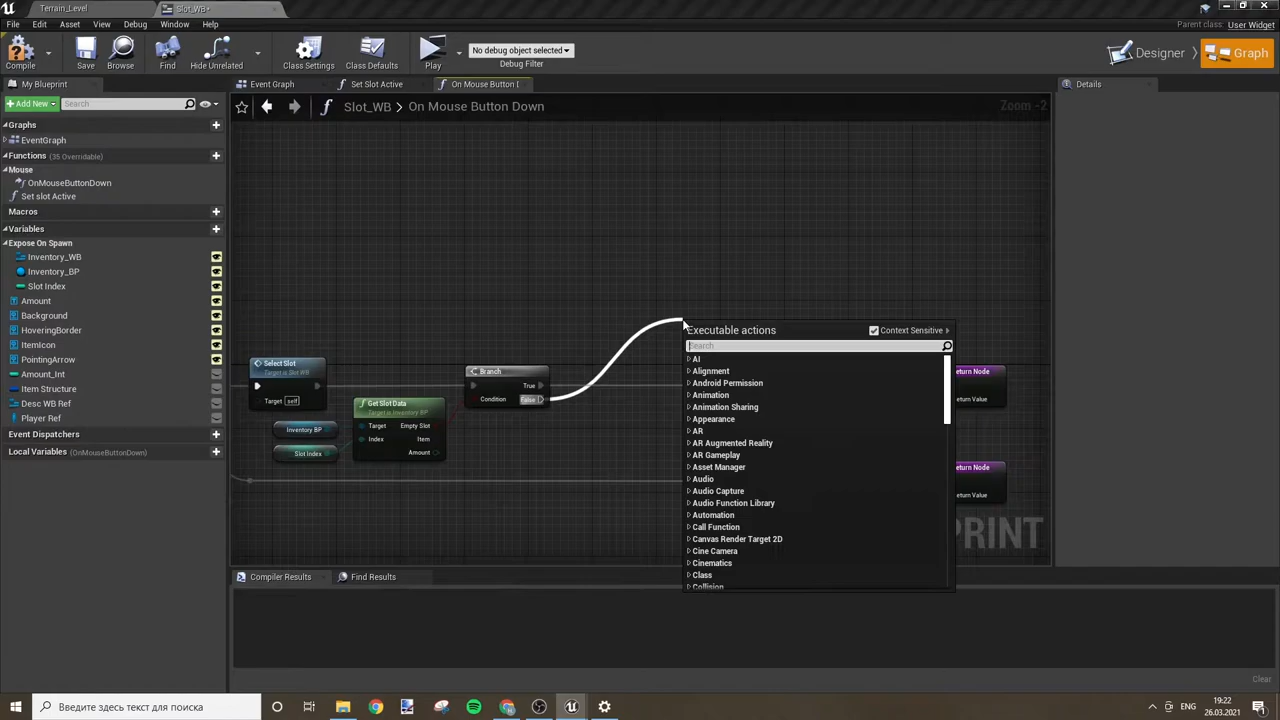 Terrain_Level
Slot_WB*
File Edit Asset View Debug Window Help
Parent class: User Widget
Compile
Save
Browse
Find
Hide Unrelated
Class Settings
Class Defaults
Play
No debug object selected
Debug Filter
Designer
Graph
My Blueprint
Event Graph
Set Slot Active
On Mouse Button D
Details
Add New
Search
Slot_WB > On Mouse Button Down
Zoom -2
Graphs
EventGraph
Functions (35 Overridable)
Mouse
OnMouseButtonDown
Set slot Active
Macros
Variables
Expose On Spawn
Inventory_WB
Inventory_BP
Slot Index
Amount
Background
HoveringBorder
ItemIcon
PointingArrow
Amount_Int
Item Structure
Desc WB Ref
Player Ref
Event Dispatchers
Local Variables (OnMouseButtonDown)
Select Slot
Target is Slot WB
Target self
Get Slot Data
Target is Inventory BP
Target Empty Slot
Index Item
Amount
Inventory BP
Slot Index
Branch
True
Condition False
Executable actions
Context Sensitive
Search
AI
Alignment
Android Permission
Animation
Animation Sharing
Appearance
AR
AR Augmented Reality
AR Gameplay
Asset Manager
Audio
Audio Capture
Audio Function Library
Automation
Call Function
Canvas Render Target 2D
Cine Camera
Cinematics
Class
Collision
eturn Node
eturn Value
eturn Node
eturn Value
PRINT
Compiler Results
Find Results
Clear
Введите здесь текст для поиска
ENG
19:22
26.03.2021